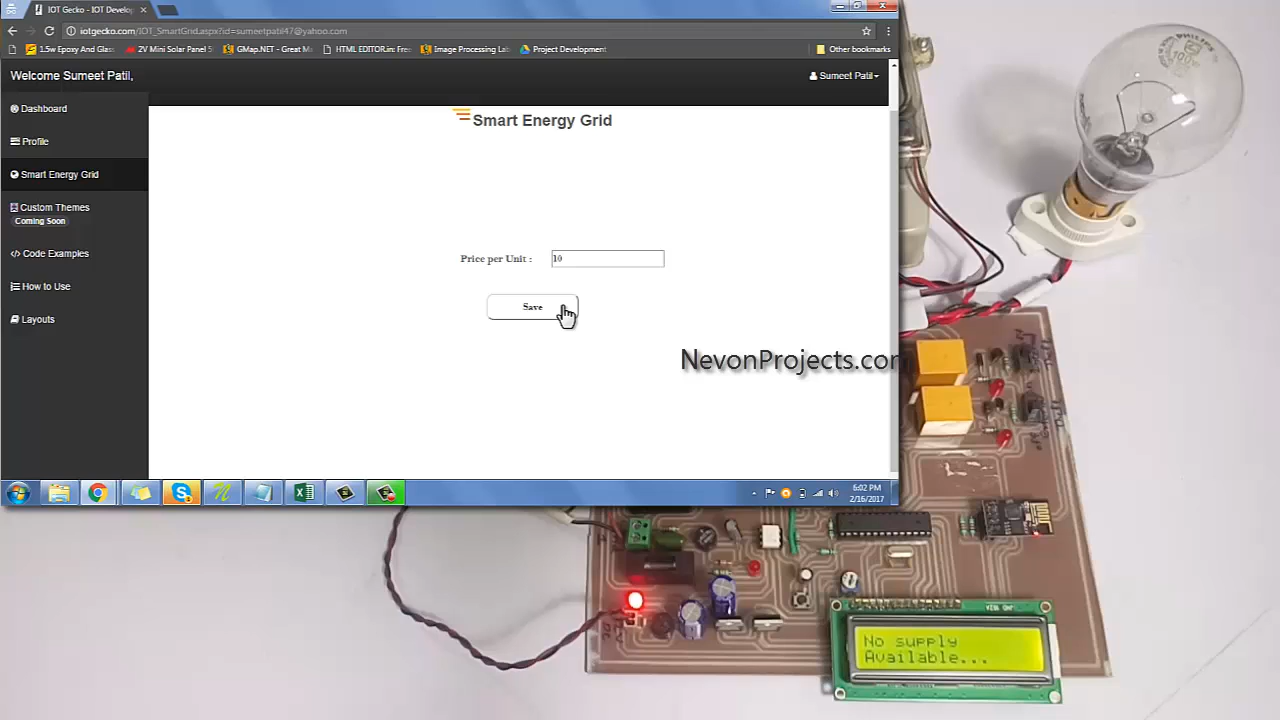 IOT Gecko - IOT Develop
iotgecko.com/IOT_SmartGrid.aspx?id=sumeetpatil47@yahoo.com
1.5w Epoxy And Glass
2V Mini Solar Panel 5
GMap.NET - Great M
HTML EDITOR.in: Free
Image Processing Lab
Project Development
Other bookmarks
Welcome Sumeet Patil,
Sumeet Patil
Dashboard
Profile
Smart Energy Grid
Custom Themes
Coming Soon
Code Examples
How to Use
Layouts
Smart Energy Grid
Price per Unit :
10
Save
NevonProjects.com
6:02 PM
2/16/2017
PHILIPS
100
No supply
Available...